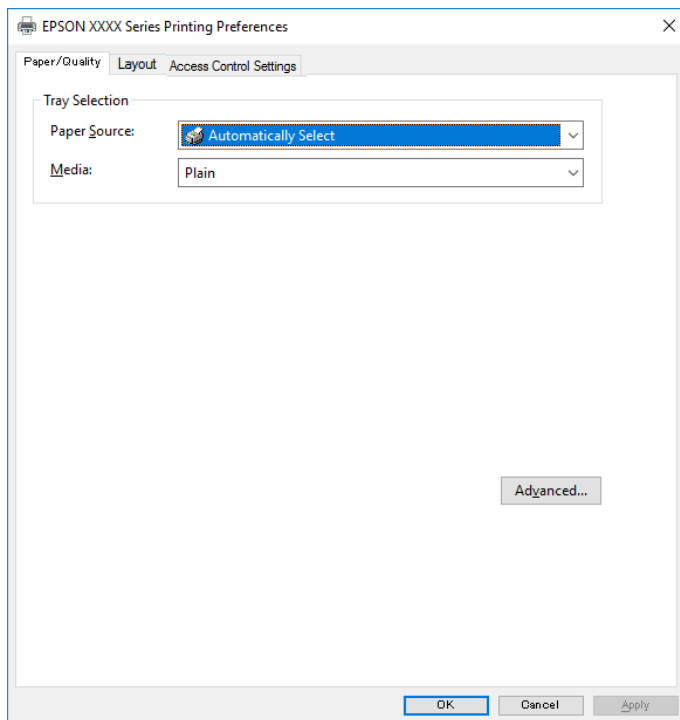 EPSON XXXX Series Printing Preferences
Paper/Quality Layout Access Control Settings
Tray Selection
Paper Source: Automatically Select
Media: Plain
Advanced...
OK Cancel Apply